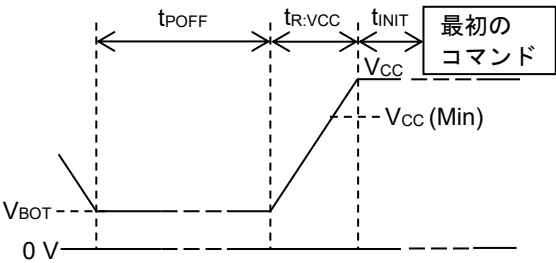 tPOFF
tR:VCC
tINIT
最初の
コマンド
VCC
VCC (Min)
VBOT
0 V